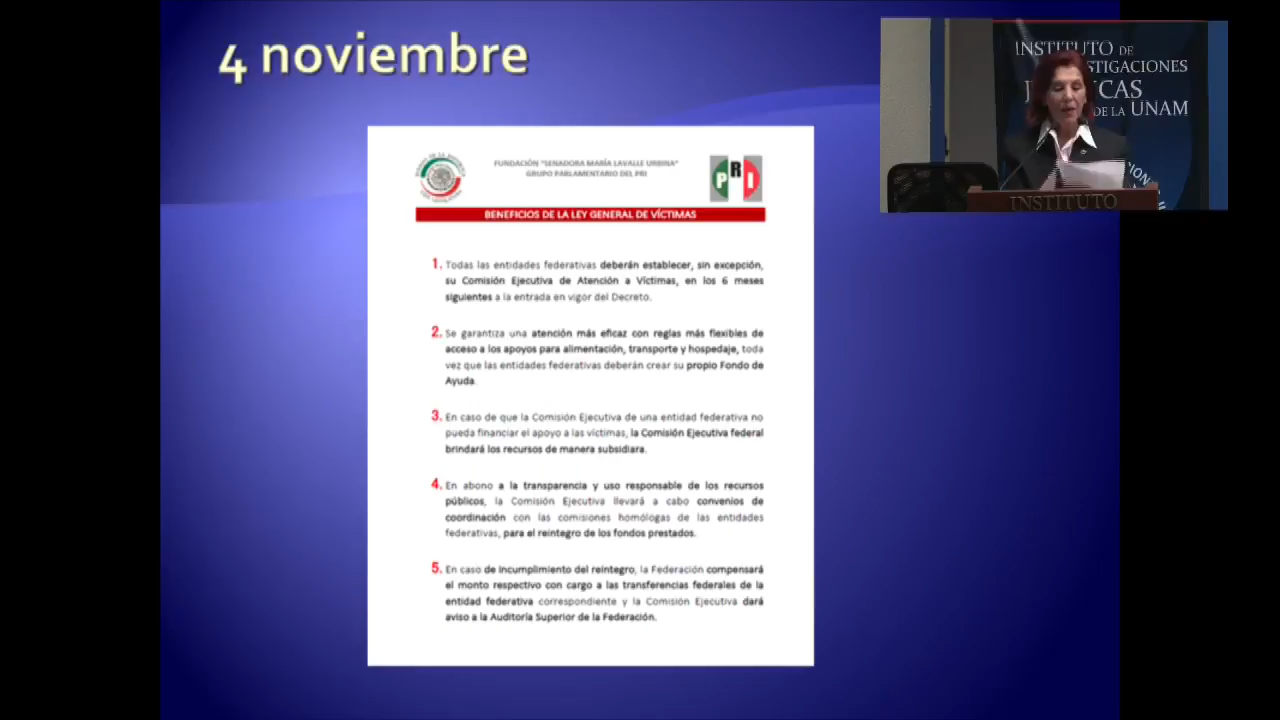 4 noviembre
FUNDACIÓN "SENADORA MARÍA LAVALLE URBINA"
GRUPO PARLAMENTARIO DEL PRI
PRI
BENEFICIOS DE LA LEY GENERAL DE VÍCTIMAS
1. Todas las entidades federativas deberán establecer, sin excepción,
su Comisión Ejecutiva de Atención a Víctimas, en los 6 meses
siguientes a la entrada en vigor del Decreto.
2. Se garantiza una atención más eficaz con reglas más flexibles de
acceso a los apoyos para alimentación, transporte y hospedaje, toda
vez que las entidades federativas deberán crear su propio Fondo de
Ayuda.
3. En caso de que la Comisión Ejecutiva de una entidad federativa no
pueda financiar el apoyo a las víctimas, la Comisión Ejecutiva federal
brindará los recursos de manera subsidiara.
4. En abono a la transparencia y uso responsable de los recursos
públicos, la Comisión Ejecutiva llevará a cabo convenios de
coordinación con las comisiones homólogas de las entidades
federativas, para el reintegro de los fondos prestados.
5. En caso de incumplimiento del reintegro, la Federación compensará
el monto respectivo con cargo a las transferencias federales de la
entidad federativa correspondiente y la Comisión Ejecutiva dará
aviso a la Auditoría Superior de la Federación.
INSTITUTO DE
STIGACIONES
CAS
DE LA UNAM
CION
INSTITUTO